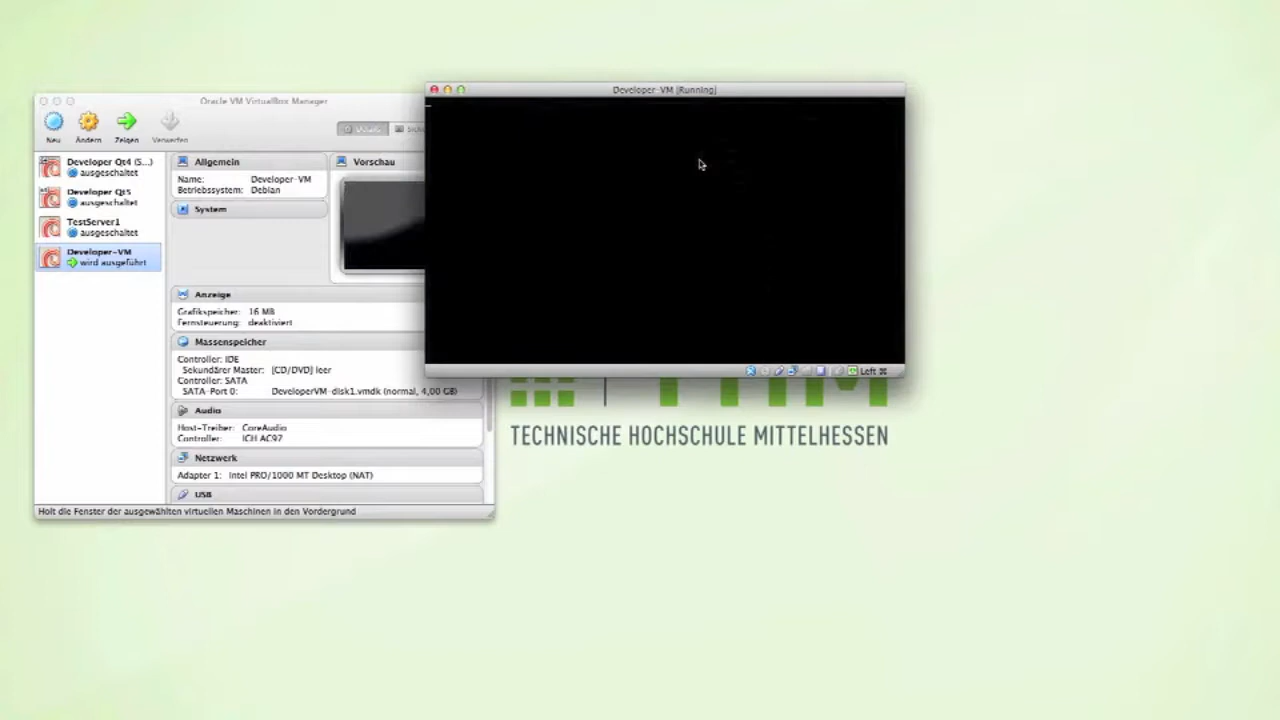 Oracle VM VirtualBox Manager
Neu
Ändern
Zeigen
Verwerfen
Developer Qt4 (S...)
ausgeschaltet
Developer Qt5
ausgeschaltet
TestServer1
ausgeschaltet
Developer-VM
wird ausgeführt
Allgemein
Name: Developer-VM
Betriebssystem: Debian
System
Vorschau
Anzeige
Grafikspeicher: 16 MB
Fernsteuerung: deaktiviert
Massenspeicher
Controller: IDE
Sekundärer Master: [CD/DVD] leer
Controller: SATA
SATA-Port 0: DeveloperVM-disk1.vmdk (normal, 4,00 GB)
Audio
Host-Treiber: CoreAudio
Controller: ICH AC97
Netzwerk
Adapter 1: Intel PRO/1000 MT Desktop (NAT)
USB
Holt die Fenster der ausgewählten virtuellen Maschinen in den Vordergrund
Developer-VM [Running]
Left ⌘
TECHNISCHE HOCHSCHULE MITTELHESSEN